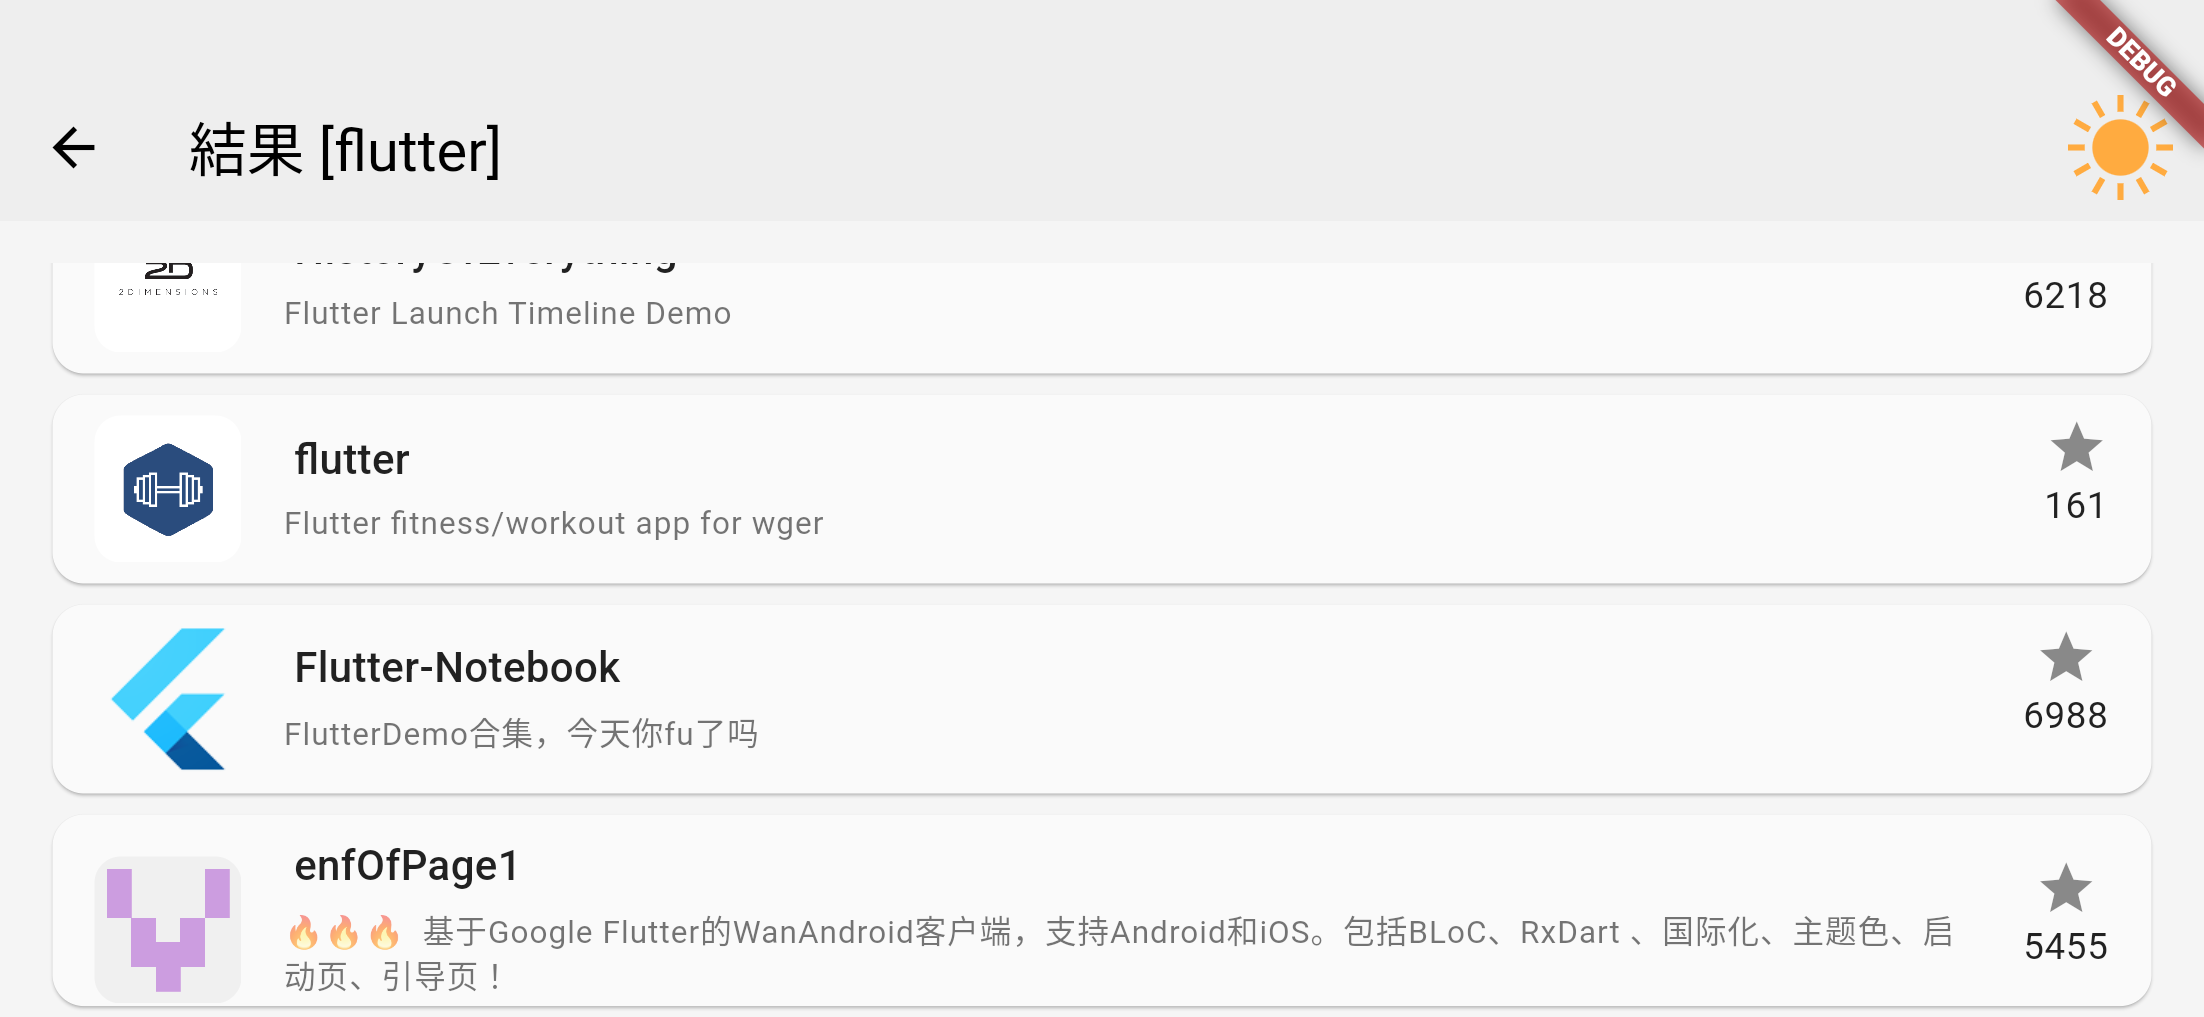 DEBUG
結果 [flutter]
2DIMENSIONS
Flutter Launch Timeline Demo
6218
flutter
Flutter fitness/workout app for wger
161
Flutter-Notebook
FlutterDemo合集，今天你fu了吗
6988
enfOfPage1
🔥🔥🔥 基于Google Flutter的WanAndroid客户端，支持Android和iOS。包括BLoC、RxDart 、国际化、主题色、启
动页、引导页！
5455